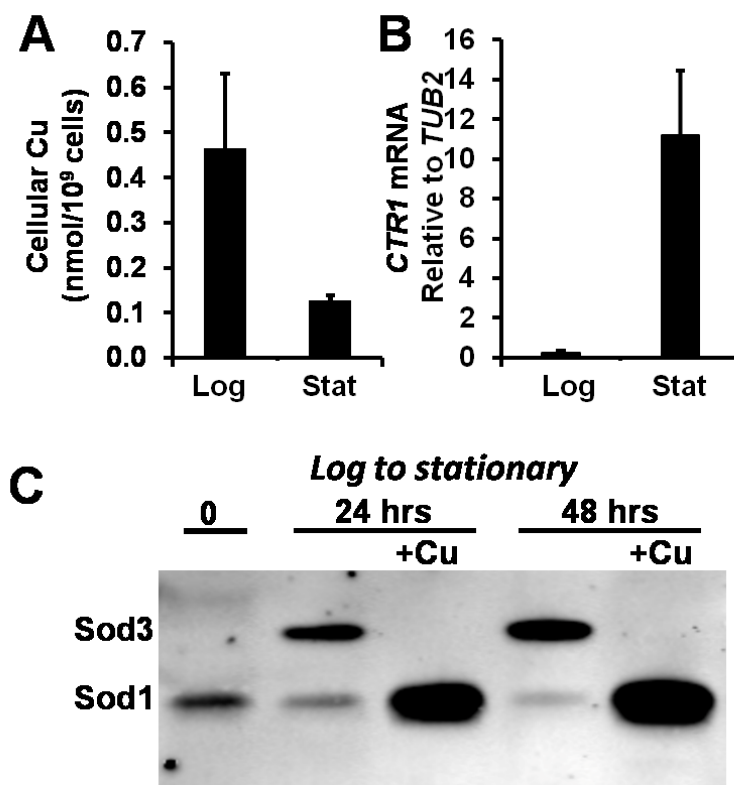 A
Cellular Cu
(nmol/10⁹ cells)
0.7
0.6
0.5
0.4
0.3
0.2
0.1
0.0
Log Stat
B
CTR1 mRNA
Relative to TUB2
16
14
12
10
8
6
4
2
0
Log Stat
C
Log to stationary
0 24 hrs 48 hrs
+Cu +Cu
Sod3
Sod1